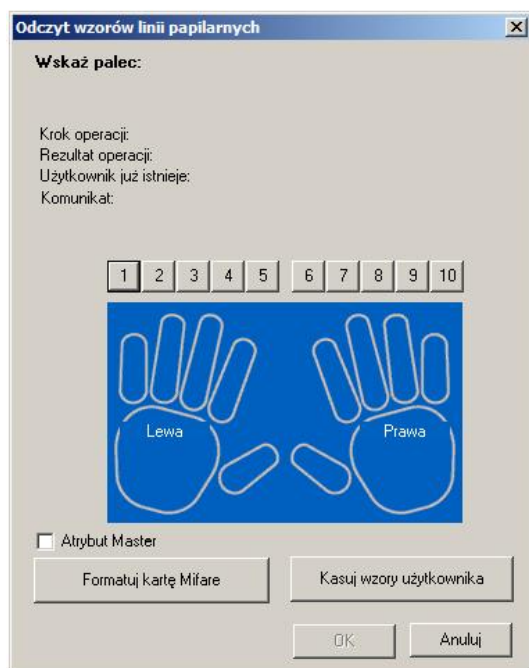 Odczyt wzorów linii papilarnych
Wskaż palec:
Krok operacji:
Rezultat operacji:
Użytkownik już istnieje:
Komunikat:
1 2 3 4 5 6 7 8 9 10
Lewa Prawa
Atrybut Master
Formatuj kartę Mifare Kasuj wzory użytkownika
OK Anuluj